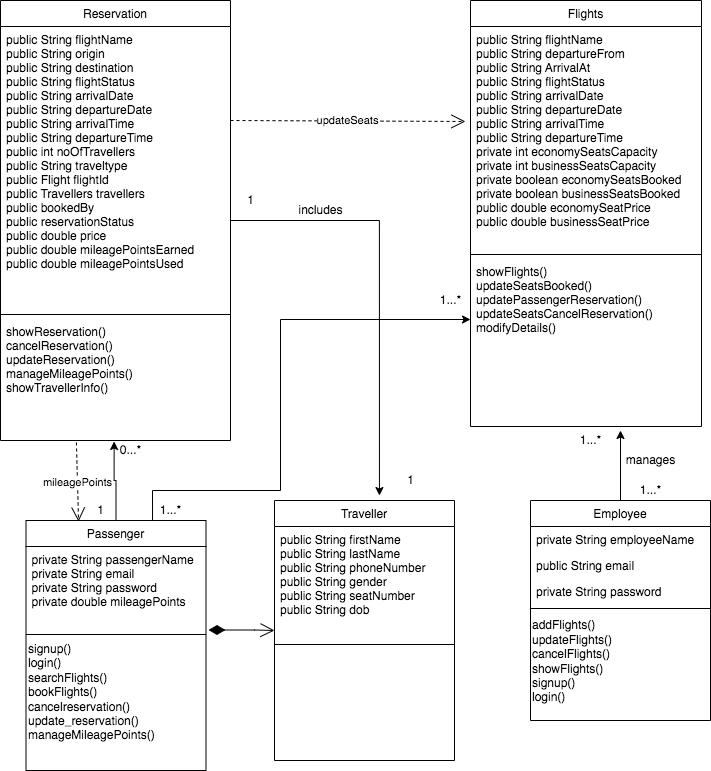 Reservation
public String flightName
public String origin
public String destination
public String flightStatus
public String arrivalDate
public String departureDate
public String arrivalTime
public String departureTime
public int noOfTravellers
public String traveltype
public Flight flightId
public Travellers travellers
public bookedBy
public reservationStatus
public double price
public double mileagePointsEarned
public double mileagePointsUsed
showReservation()
cancelReservation()
updateReservation()
manageMileagePoints()
showTravellerInfo()
updateSeats
1
includes
1
Flights
public String flightName
public String departureFrom
public String ArrivalAt
public String flightStatus
public String arrivalDate
public String departureDate
public String arrivalTime
public String departureTime
private int economySeatsCapacity
private int businessSeatsCapacity
private boolean economySeatsBooked
private boolean businessSeatsBooked
public double economySeatPrice
public double businessSeatPrice
showFlights()
updateSeatsBooked()
updatePassengerReservation()
updateSeatsCancelReservation()
modifyDetails()
1...*
mileagePoints
0...*
1
1...*
1...*
manages
1...*
Passenger
private String passengerName
private String email
private String password
private double mileagePoints
signup()
login()
searchFlights()
bookFlights()
cancelreservation()
update_reservation()
manageMileagePoints()
Traveller
public String firstName
public String lastName
public String phoneNumber
public String gender
public String seatNumber
public String dob
Employee
private String employeeName
public String email
private String password
addFlights()
updateFlights()
cancelFlights()
showFlights()
signup()
login()